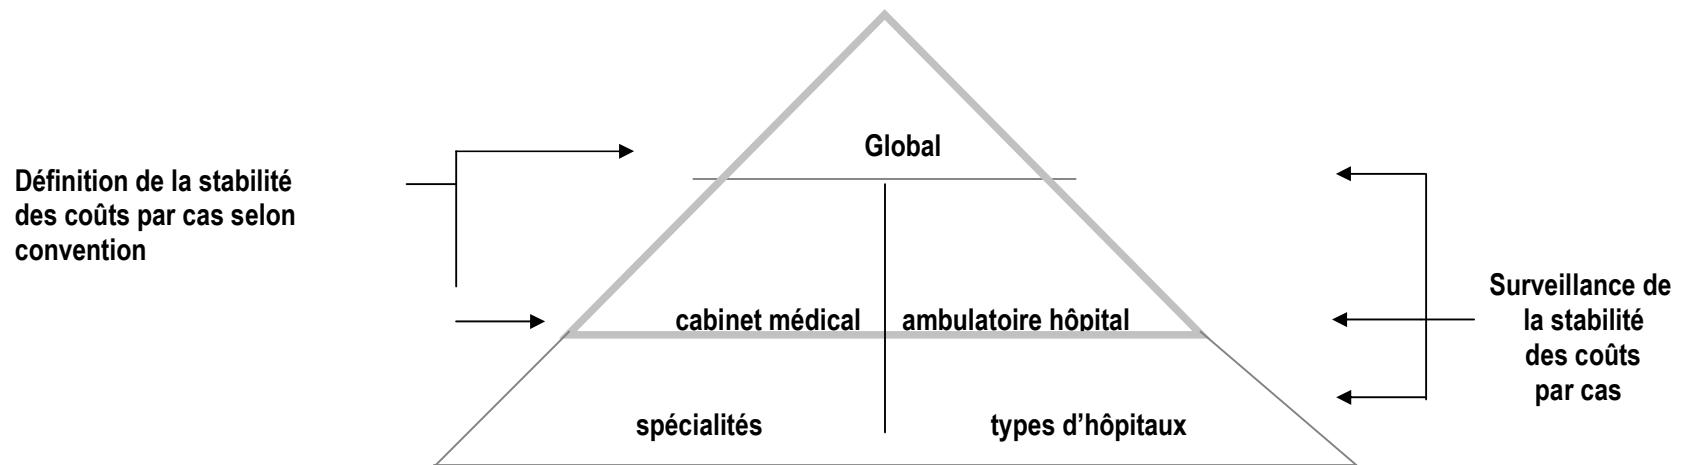 Global
Définition de la stabilité
des coûts par cas selon
convention
cabinet médical
ambulatoire hôpital
Surveillance de
la stabilité
des coûts
par cas
spécialités
types d’hôpitaux